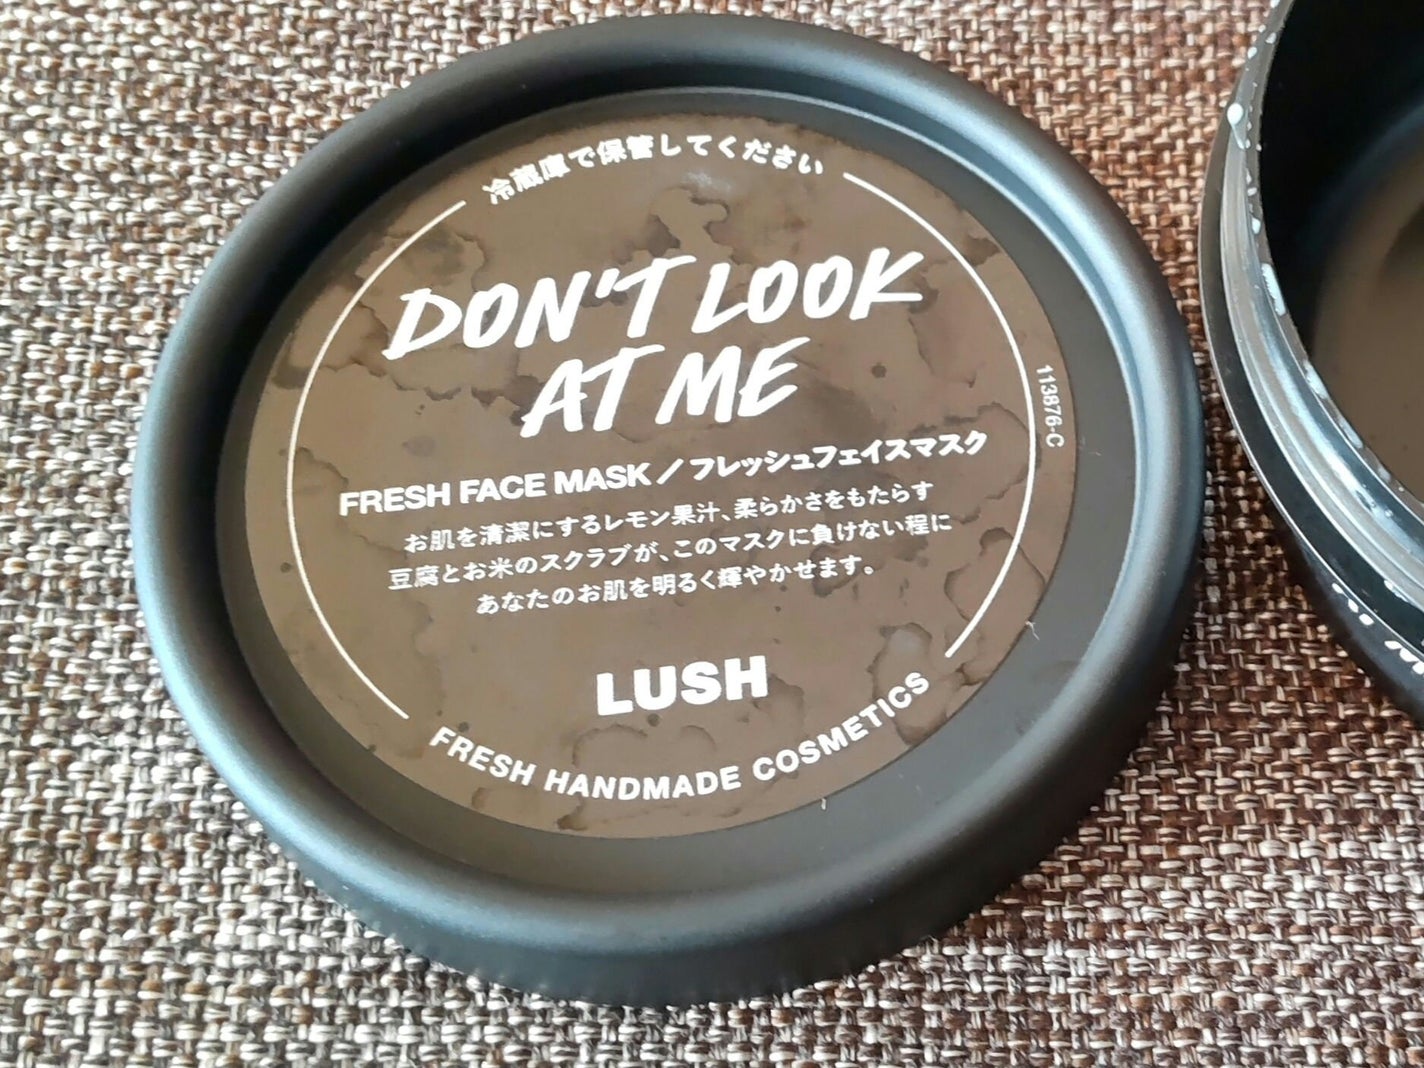 冷蔵庫で保管してください
DON'T LOOK
AT ME
FRESH FACE MASK／フレッシュフェイスマスク
お肌を清潔にするレモン果汁、柔らかさをもたらす
豆腐とお米のスクラブが、このマスクに負けない程に
あなたのお肌を明るく輝やかせます。
LUSH
FRESH HANDMADE COSMETICS
113876-C